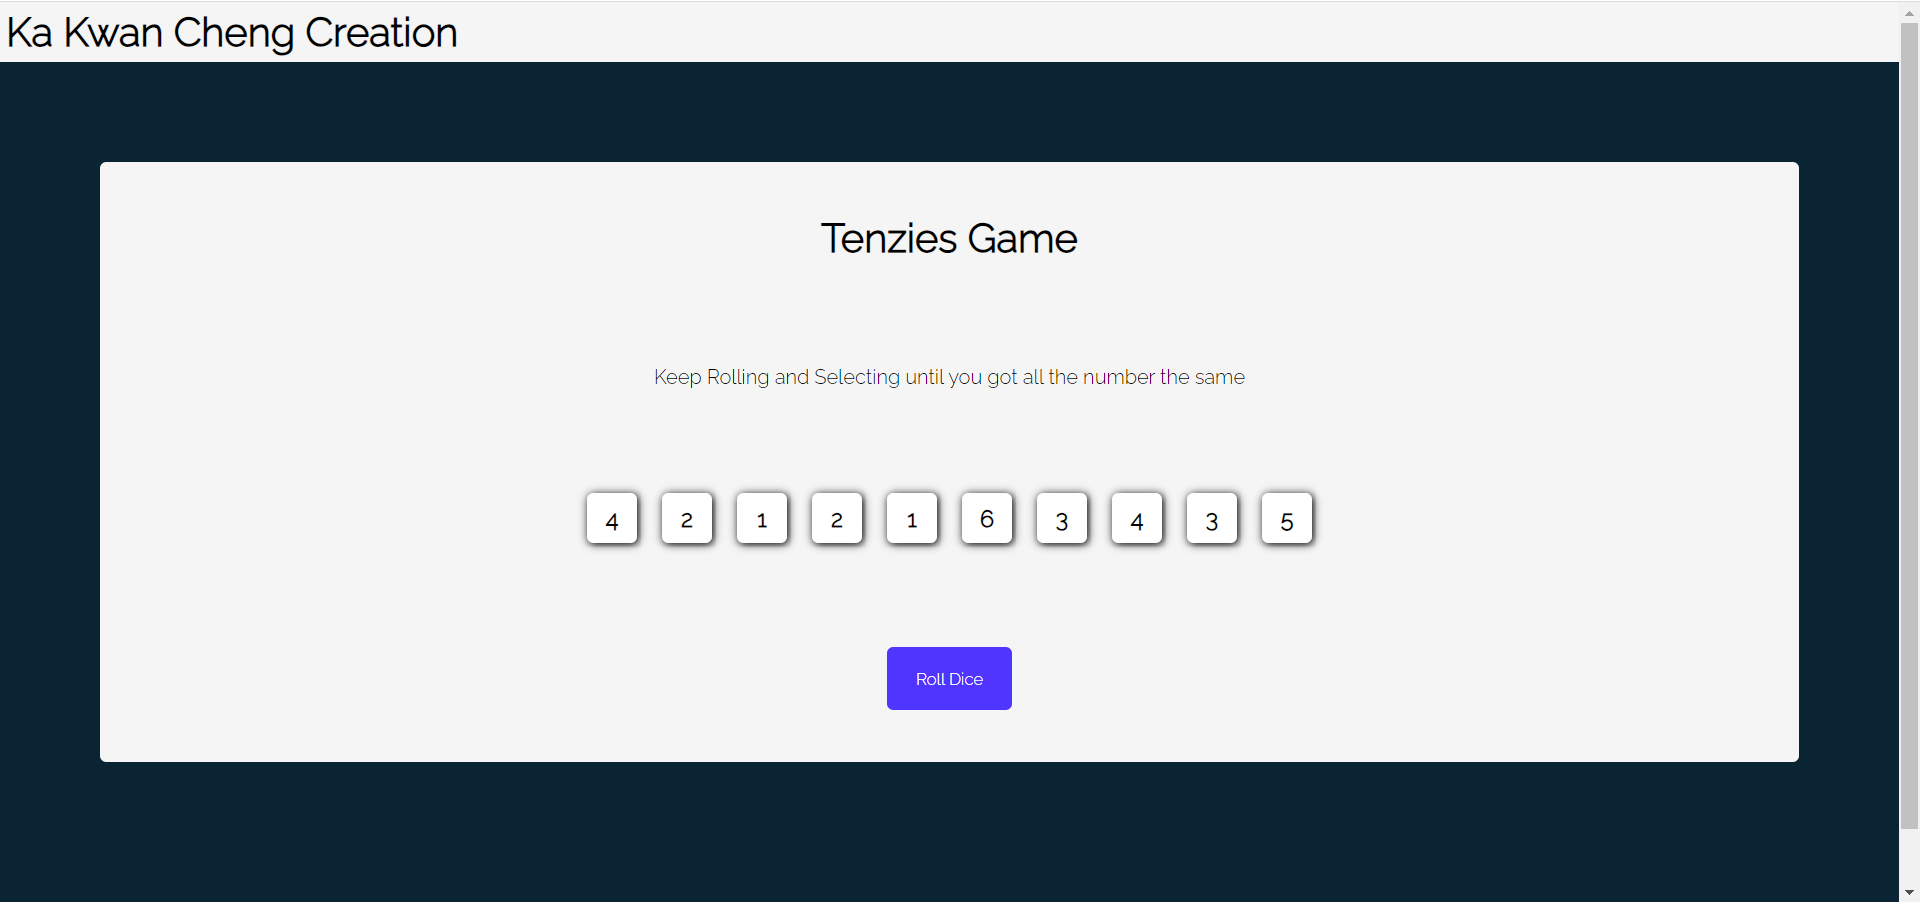 Ka Kwan Cheng Creation
Tenzies Game
Keep Rolling and Selecting until you got all the number the same
4 2 1 2 1 6 3 4 3 5
Roll Dice